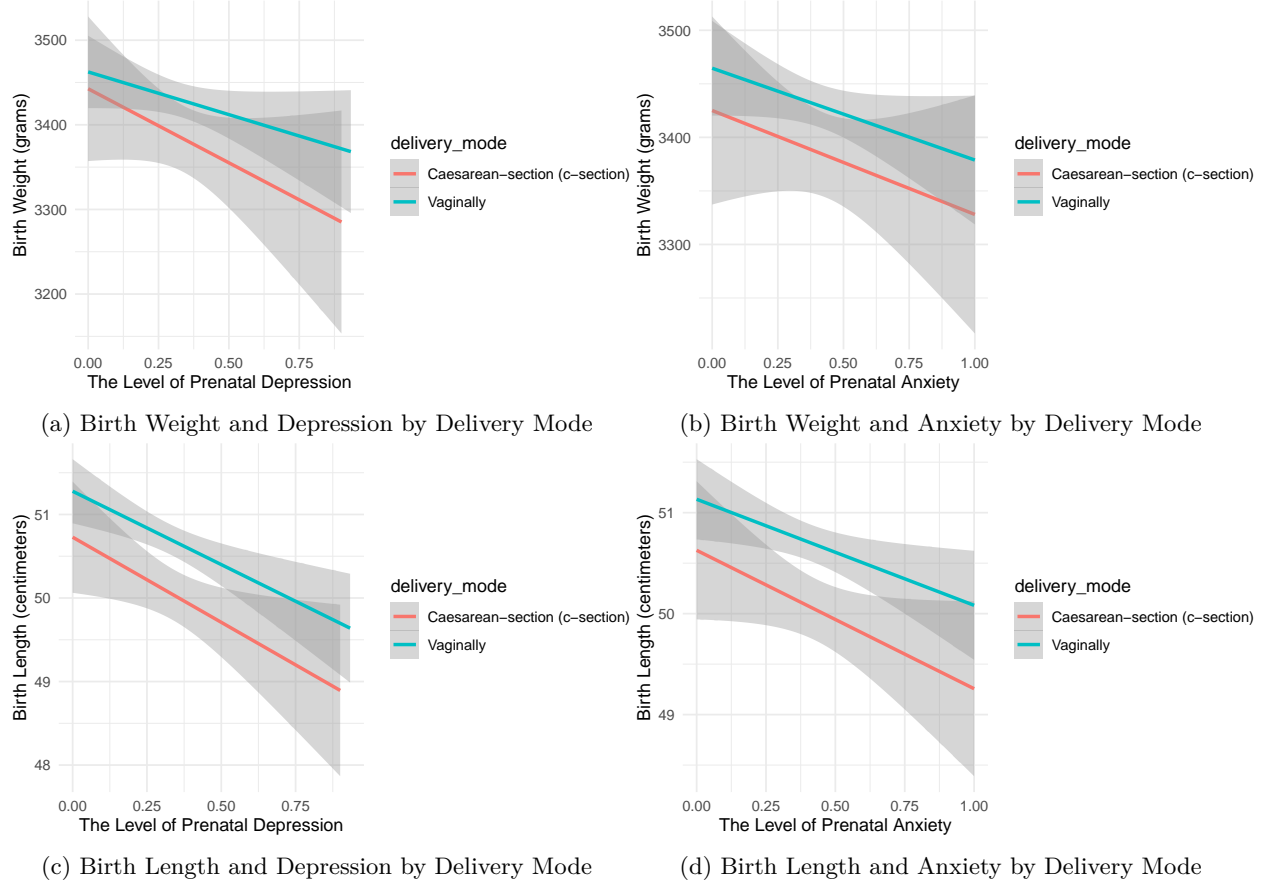 3500
3400
3300
3200
Birth Weight (grams)
0.00 0.25 0.50 0.75
The Level of Prenatal Depression
delivery_mode
Caesarean−section (c−section)
Vaginally
(a) Birth Weight and Depression by Delivery Mode
3500
3400
3300
Birth Weight (grams)
0.00 0.25 0.50 0.75 1.00
The Level of Prenatal Anxiety
delivery_mode
Caesarean−section (c−section)
Vaginally
(b) Birth Weight and Anxiety by Delivery Mode
51
50
49
48
Birth Length (centimeters)
0.00 0.25 0.50 0.75
The Level of Prenatal Depression
delivery_mode
Caesarean−section (c−section)
Vaginally
(c) Birth Length and Depression by Delivery Mode
51
50
49
Birth Length (centimeters)
0.00 0.25 0.50 0.75 1.00
The Level of Prenatal Anxiety
delivery_mode
Caesarean−section (c−section)
Vaginally
(d) Birth Length and Anxiety by Delivery Mode